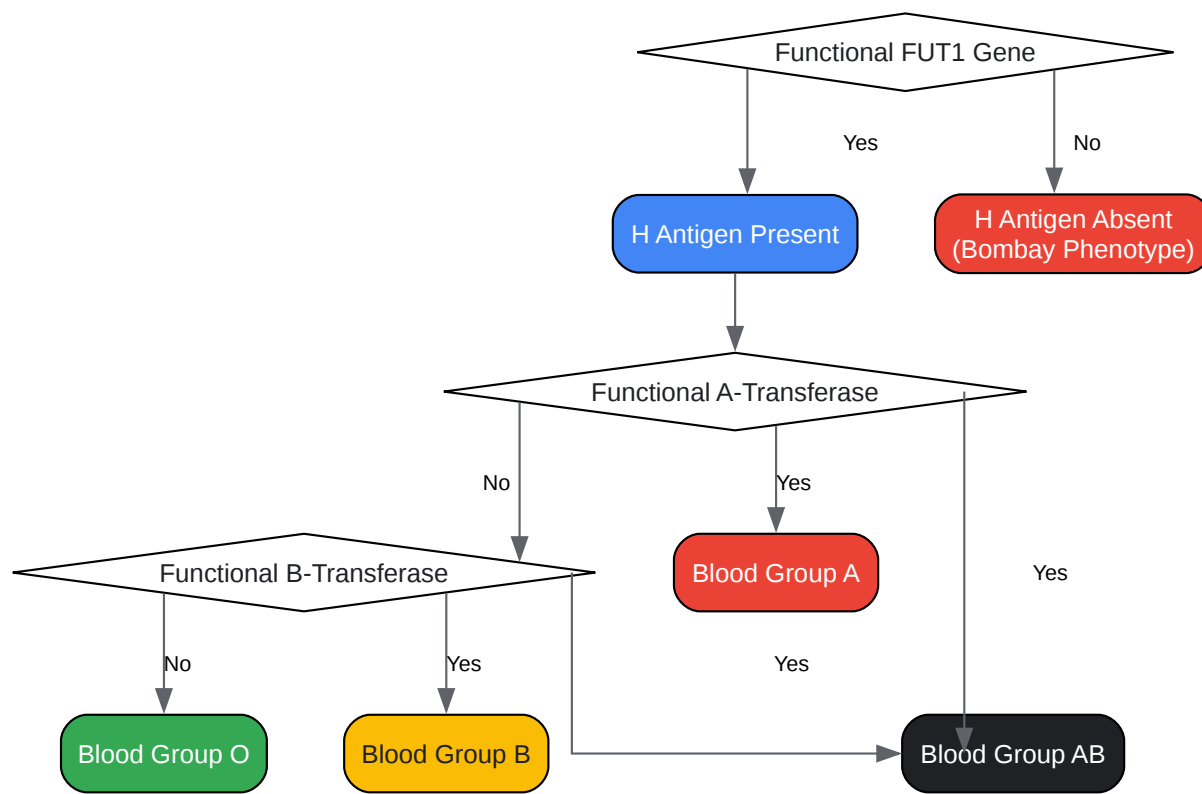 Functional FUT1 Gene
Yes
No
H Antigen Present
H Antigen Absent
(Bombay Phenotype)
Functional A-Transferase
No
Yes
Functional B-Transferase
Blood Group A
Yes
No
Yes
Yes
Blood Group O
Blood Group B
Blood Group AB